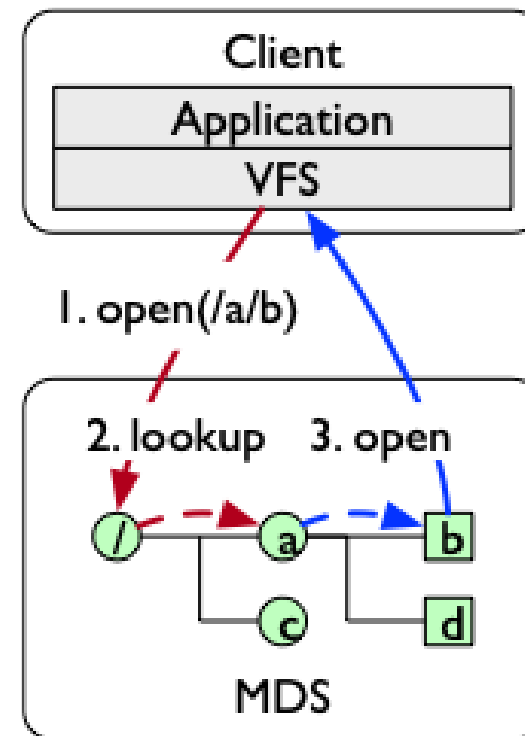 Client
Application
VFS
1. open(/a/b)
2. lookup 3. open
/ a b
c d
MDS